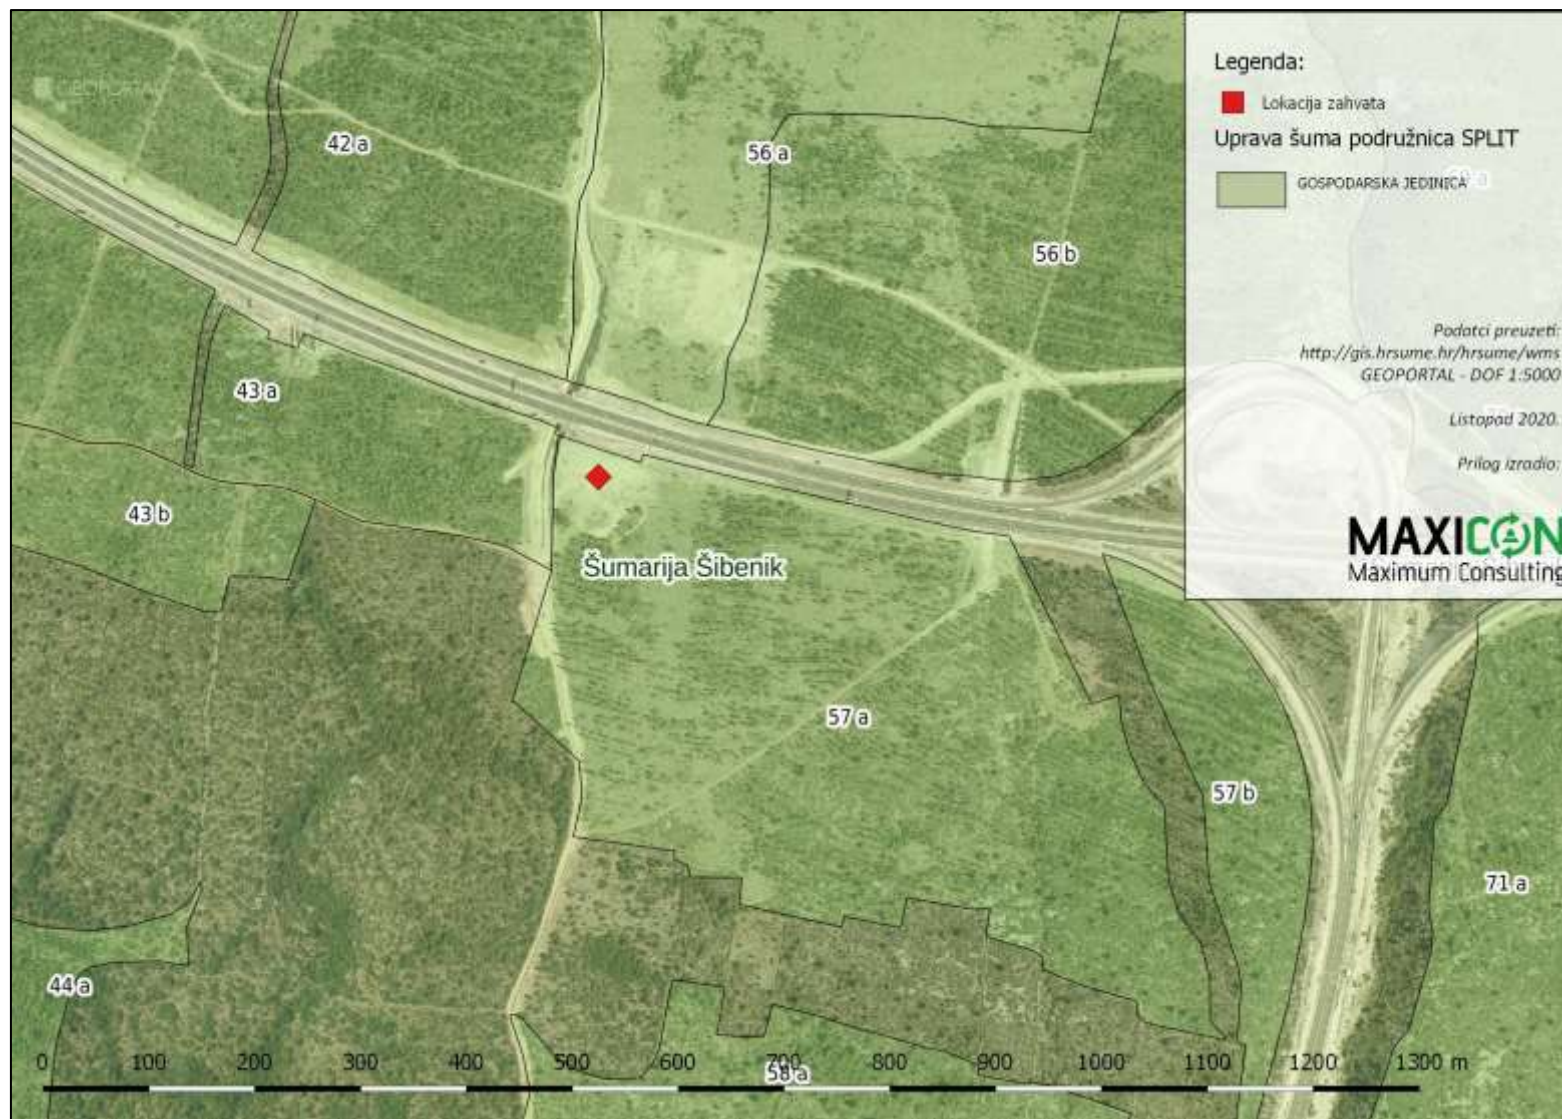 Legenda:
Lokacija zahvata
Uprava šuma podružnica SPLIT
GOSPODARSKA JEDINICA
Podatci preuzeti:
http://gis.hrsume.hr/hrsume/wms
GEOPORTAL - DOF 1:5000
Listopad 2020.
Prilog izradio:
MAXICON
Maximum Consulting
GEOPORTAL
42 a
56 a
56 b
43 a
43 b
Šumarija Šibenik
57 a
57 b
71 a
44 a
58 a
0 100 200 300 400 500 600 700 800 900 1000 1100 1200 1300 m